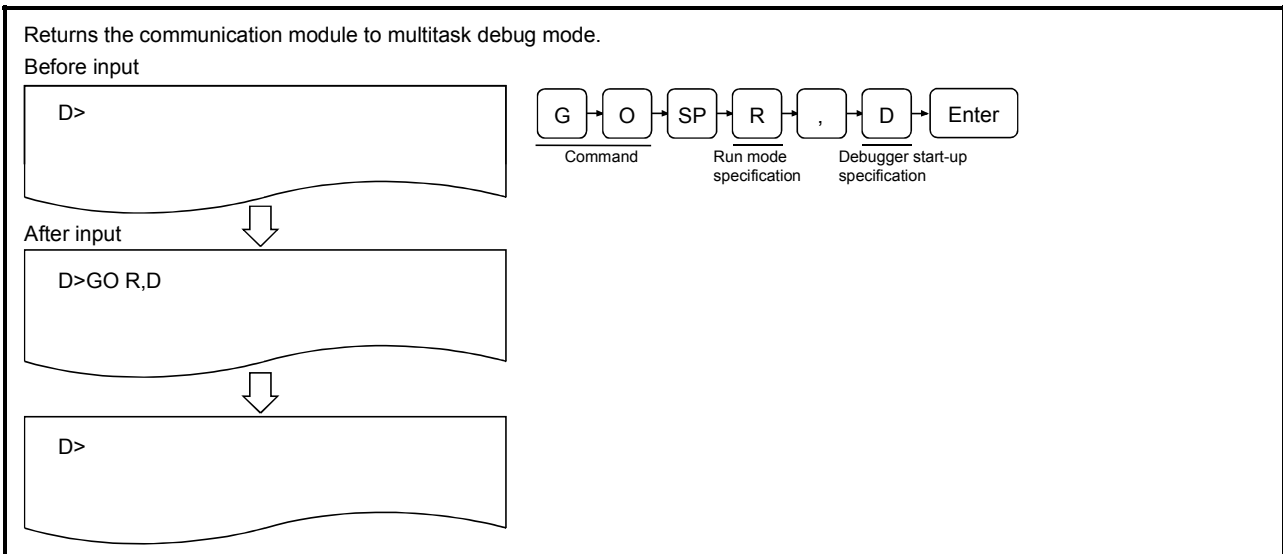 Returns the communication module to multitask debug mode.
Before input
D>
G O SP R , D Enter
Command
Run mode specification
Debugger start-up specification
After input
D>GO R,D
D>